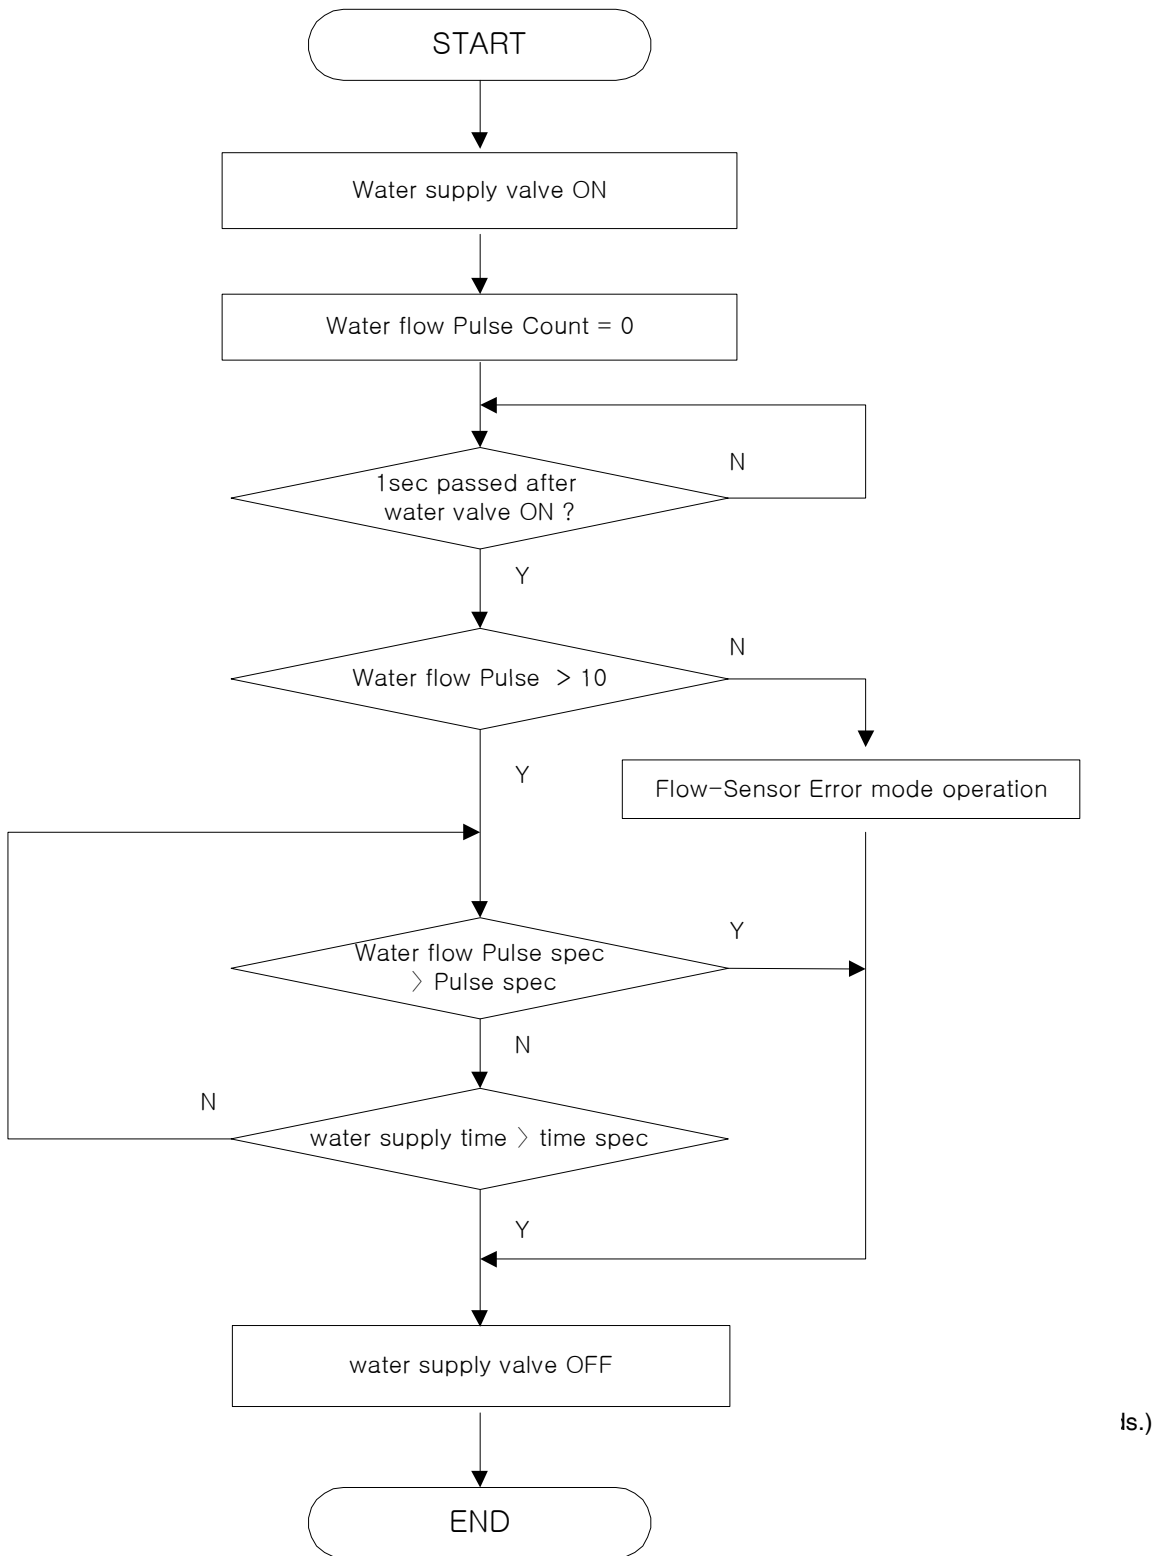 START
Water supply valve ON
Water flow Pulse Count = 0
N
1sec passed after
water valve ON ?
Y
N
Water flow Pulse > 10
Y
Flow-Sensor Error mode operation
Y
Water flow Pulse spec
〉 Pulse spec
N
N
water supply time 〉 time spec
Y
water supply valve OFF
ds.)
END